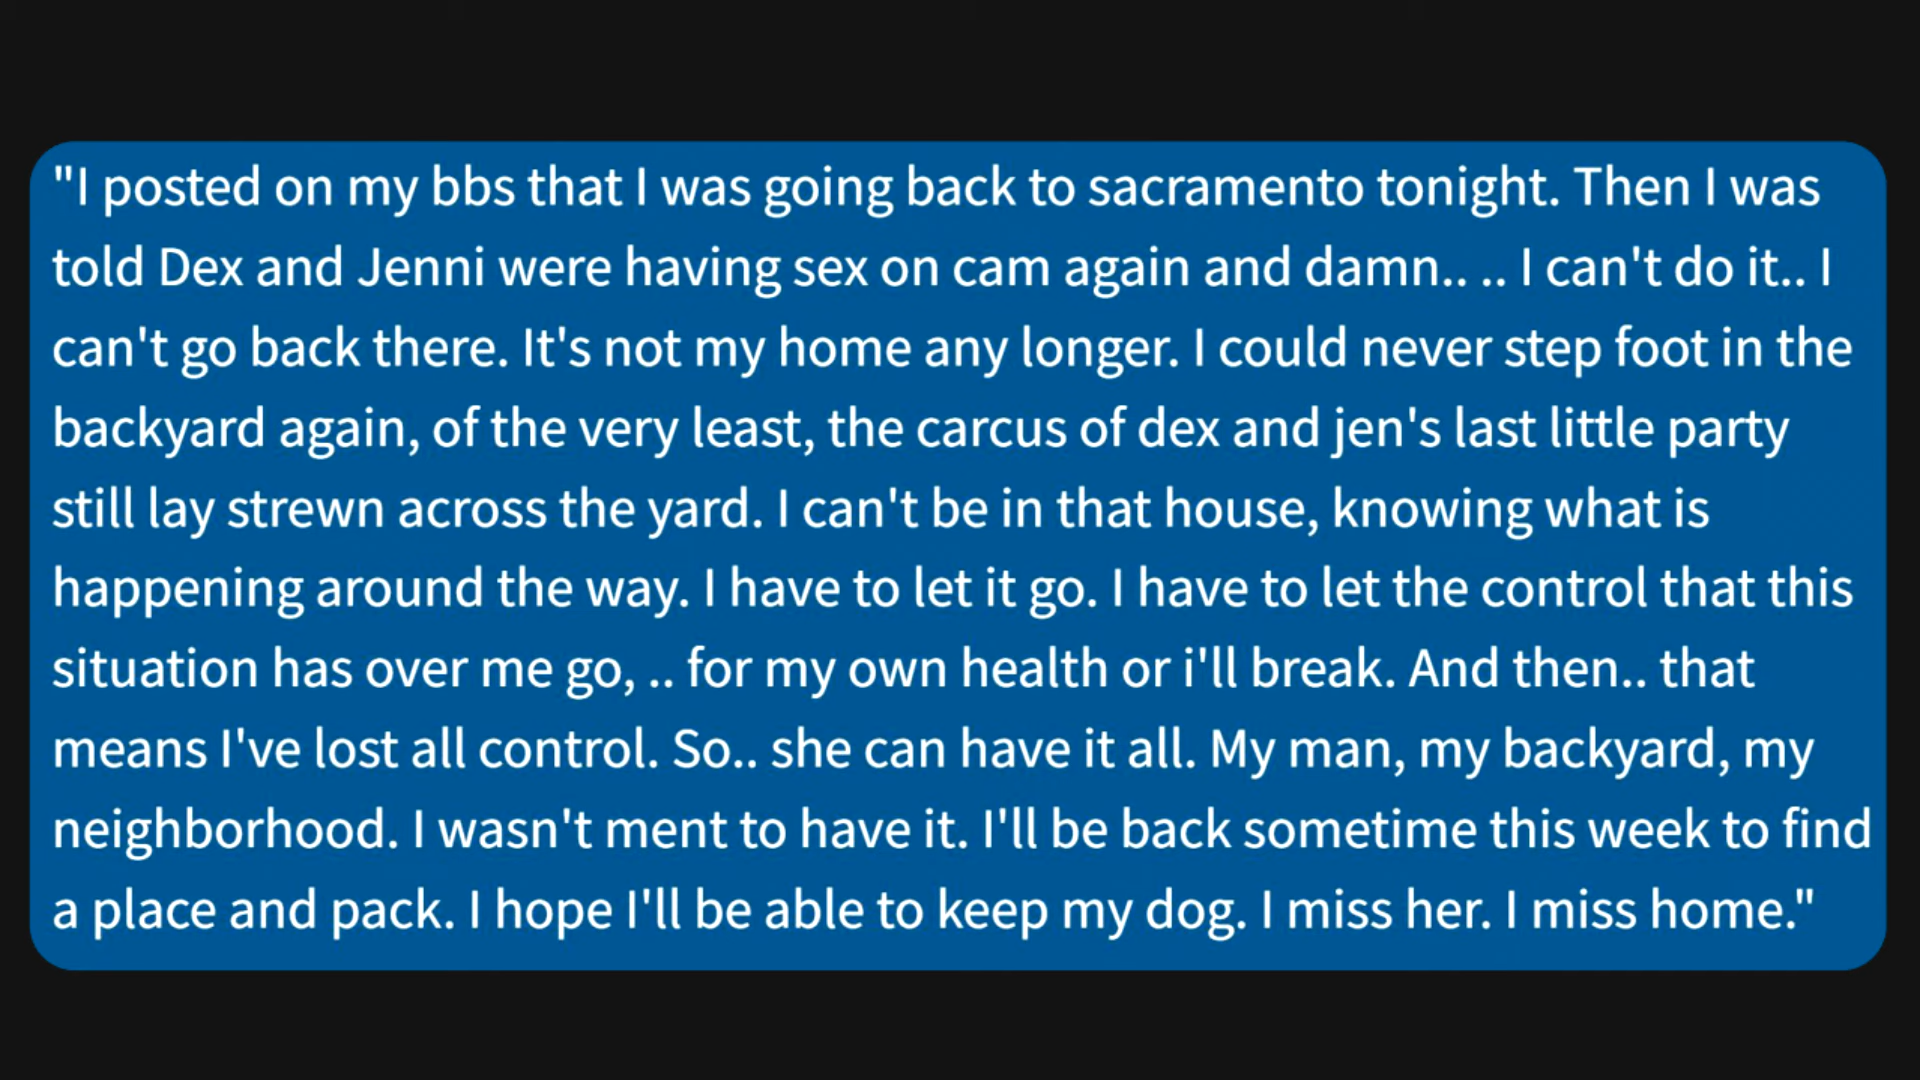 "I posted on my bbs that I was going back to sacramento tonight. Then I was
told Dex and Jenni were having sex on cam again and damn.. .. I can't do it.. I
can't go back there. It's not my home any longer. I could never step foot in the
backyard again, of the very least, the carcus of dex and jen's last little party
still lay strewn across the yard. I can't be in that house, knowing what is
happening around the way. I have to let it go. I have to let the control that this
situation has over me go, .. for my own health or i'll break. And then.. that
means I've lost all control. So.. she can have it all. My man, my backyard, my
neighborhood. I wasn't ment to have it. I'll be back sometime this week to find
a place and pack. I hope I'll be able to keep my dog. I miss her. I miss home."